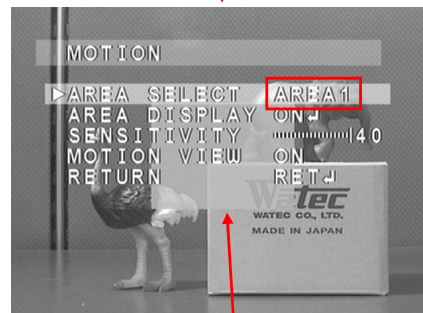 MOTION
AREA SELECT AREA1
AREA DISPLAY ON↵
SENSITIVITY 40
MOTION VIEW ON
RETURN RET↵
Watec
WATEC CO., LTD.
MADE IN JAPAN